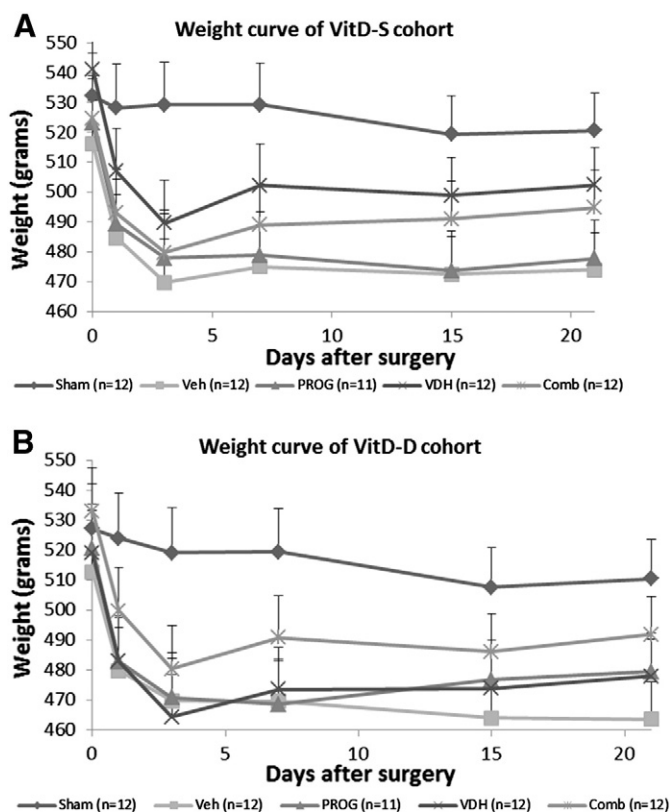 A
Weight curve of VitD-S cohort
550
540
530
520
510
500
490
480
470
460
Weight (grams)
0 5 10 15 20
Days after surgery
Sham (n=12) Veh (n=12) PROG (n=11) VDH (n=12) Comb (n=12)
B
Weight curve of VitD-D cohort
550
540
530
520
510
500
490
480
470
460
Weight (grams)
0 5 10 15 20
Days after surgery
Sham (n=12) Veh (n=12) PROG (n=11) VDH (n=12) Comb (n=12)